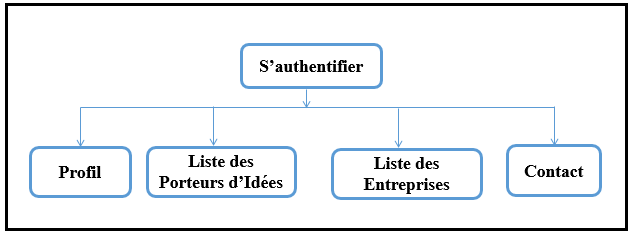 S’authentifier
Profil
Liste des
Porteurs d’Idées
Liste des
Entreprises
Contact